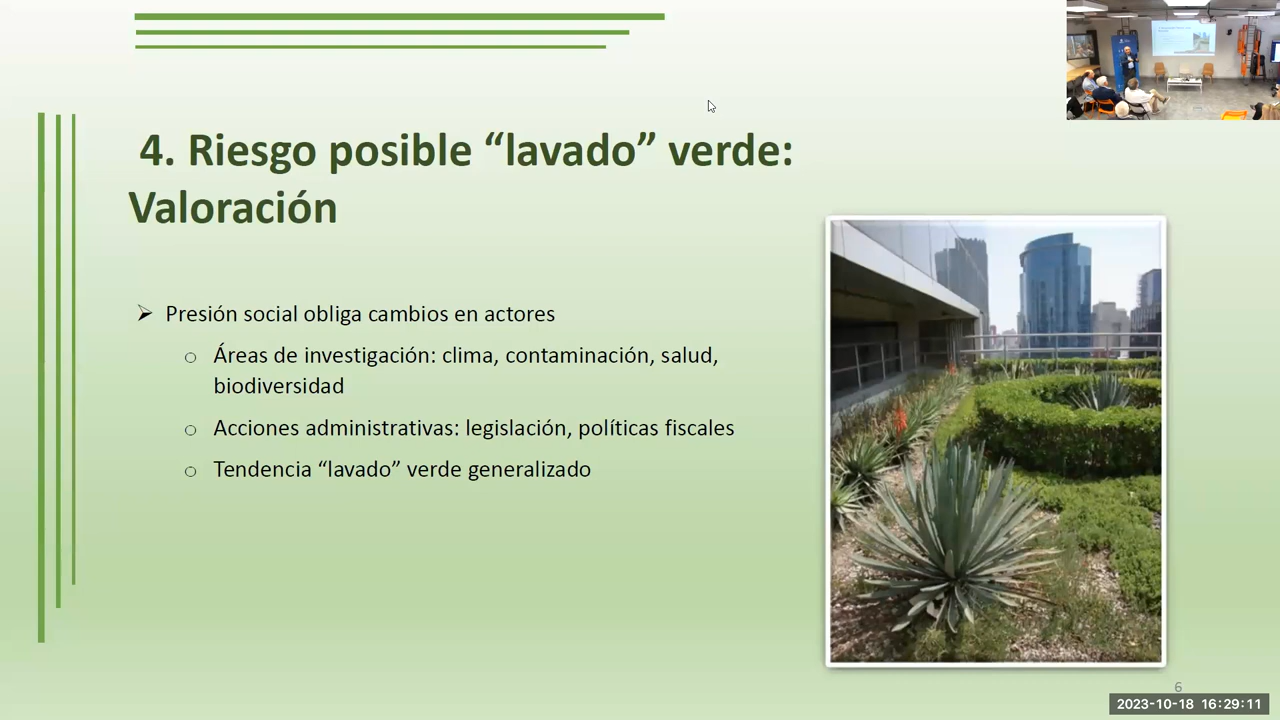 4. Riesgo posible “lavado” verde:
Valoración
➢ Presión social obliga cambios en actores
○ Áreas de investigación: clima, contaminación, salud,
biodiversidad
○ Acciones administrativas: legislación, políticas fiscales
○ Tendencia “lavado” verde generalizado
6
2023-10-18 16:29:11